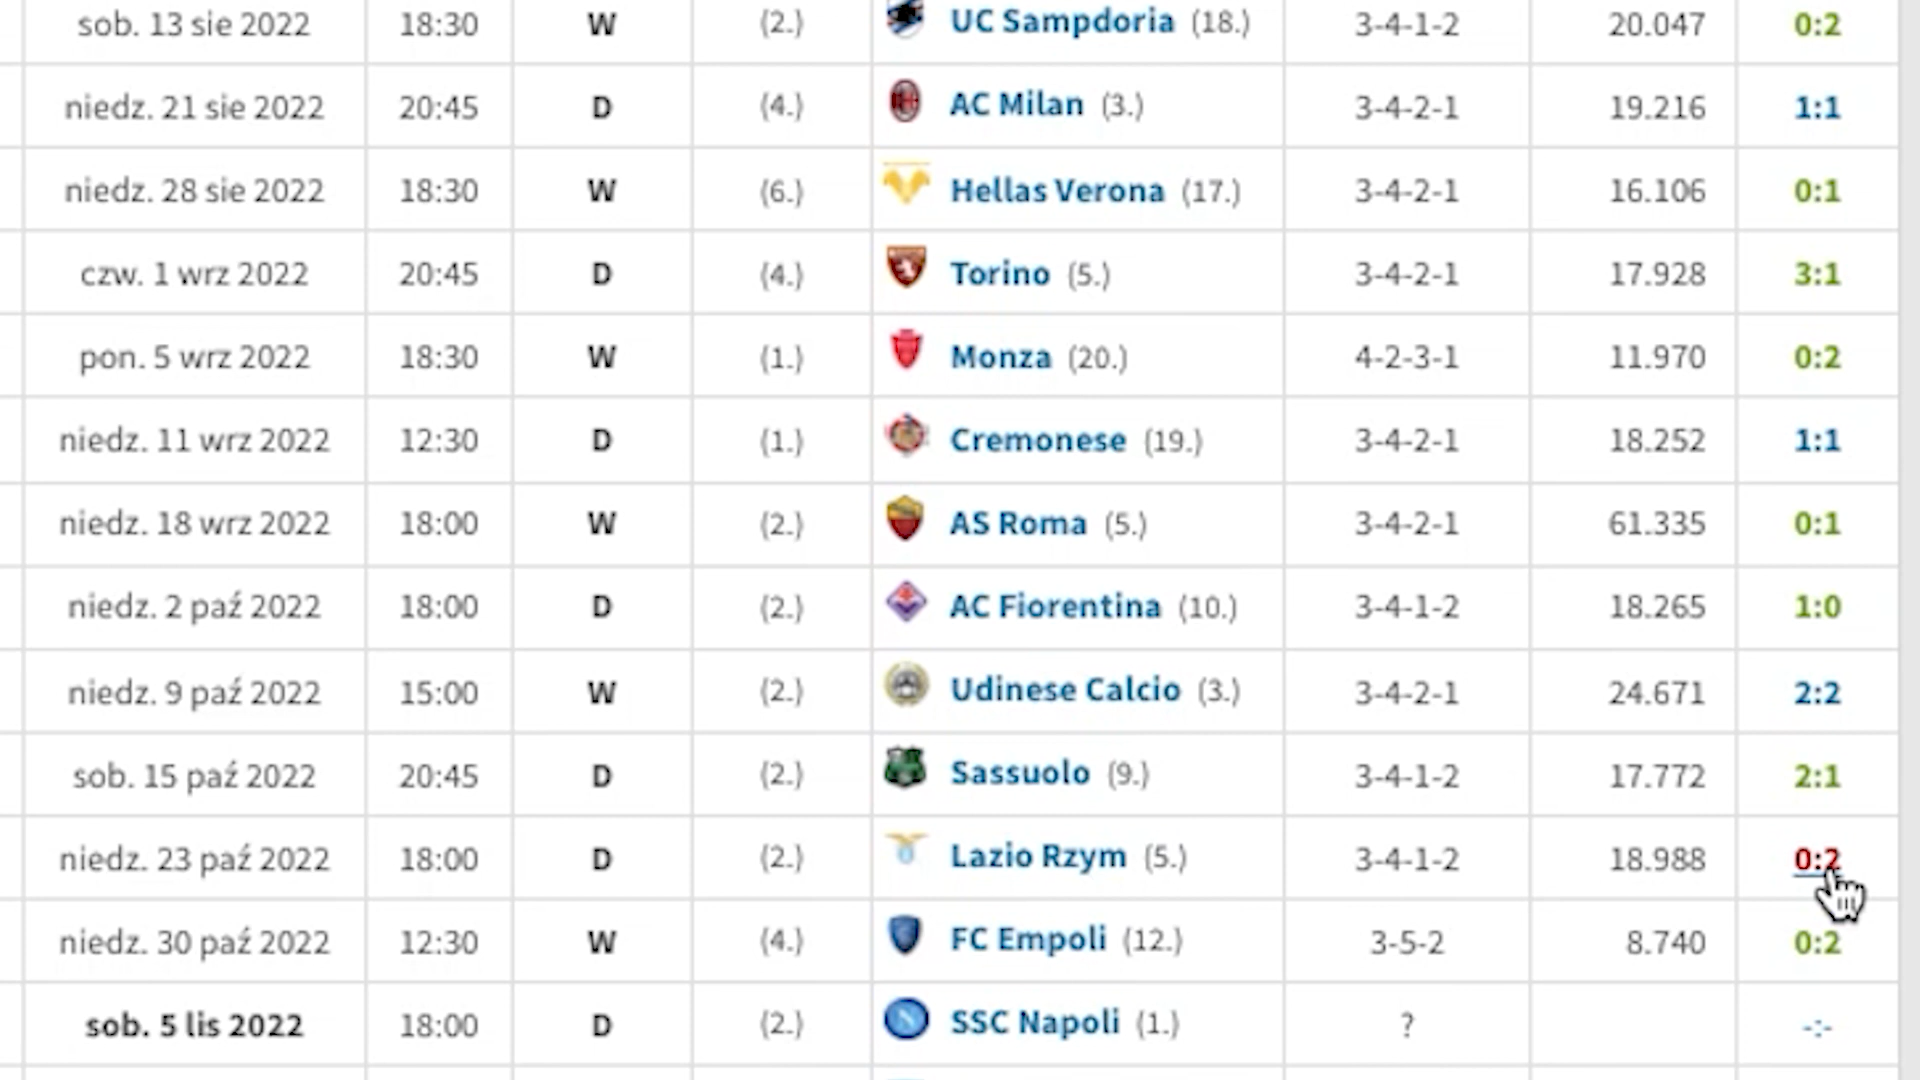 sob. 13 sie 2022 18:30 W (2.) UC Sampdoria (18.) 3-4-1-2 20.047 0:2
niedz. 21 sie 2022 20:45 D (4.) AC Milan (3.) 3-4-2-1 19.216 1:1
niedz. 28 sie 2022 18:30 W (6.) Hellas Verona (17.) 3-4-2-1 16.106 0:1
czw. 1 wrz 2022 20:45 D (4.) Torino (5.) 3-4-2-1 17.928 3:1
pon. 5 wrz 2022 18:30 W (1.) Monza (20.) 4-2-3-1 11.970 0:2
niedz. 11 wrz 2022 12:30 D (1.) Cremonese (19.) 3-4-2-1 18.252 1:1
niedz. 18 wrz 2022 18:00 W (2.) AS Roma (5.) 3-4-2-1 61.335 0:1
niedz. 2 paź 2022 18:00 D (2.) AC Fiorentina (10.) 3-4-1-2 18.265 1:0
niedz. 9 paź 2022 15:00 W (2.) Udinese Calcio (3.) 3-4-2-1 24.671 2:2
sob. 15 paź 2022 20:45 D (2.) Sassuolo (9.) 3-4-1-2 17.772 2:1
niedz. 23 paź 2022 18:00 D (2.) Lazio Rzym (5.) 3-4-1-2 18.988 0:2
niedz. 30 paź 2022 12:30 W (4.) FC Empoli (12.) 3-5-2 8.740 0:2
sob. 5 lis 2022 18:00 D (2.) SSC Napoli (1.) ? -:-